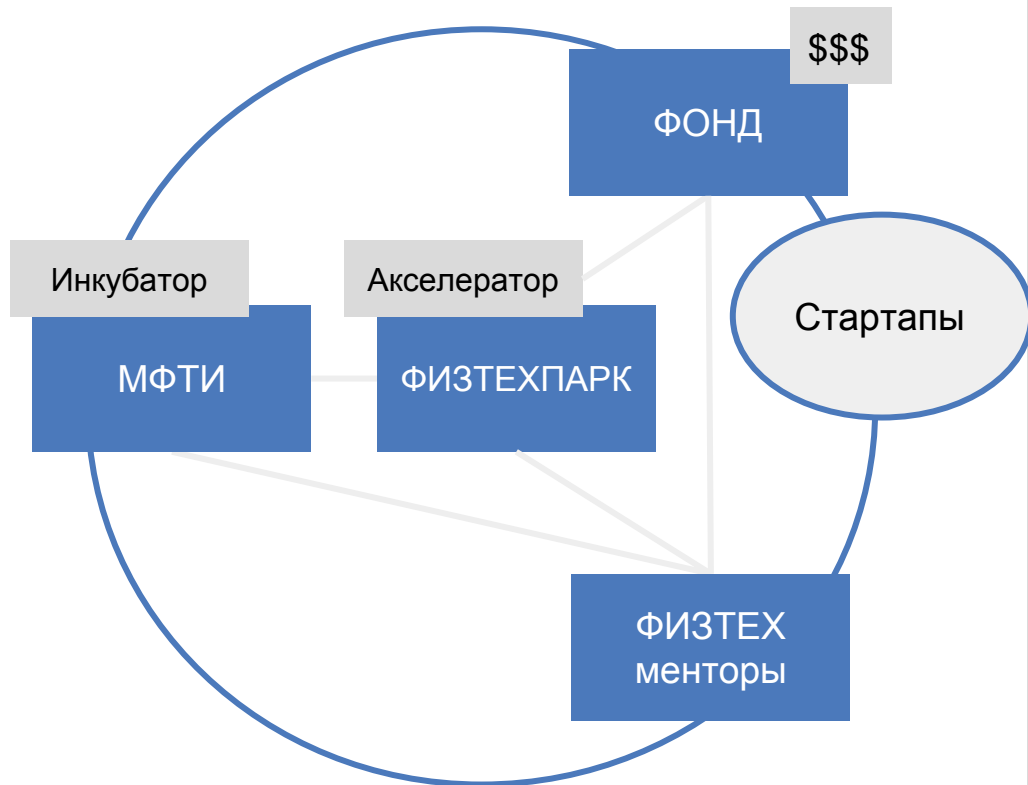 $$$
ФОНД
Инкубатор
Акселератор
Стартапы
МФТИ
ФИЗТЕХПАРК
ФИЗТЕХ
менторы